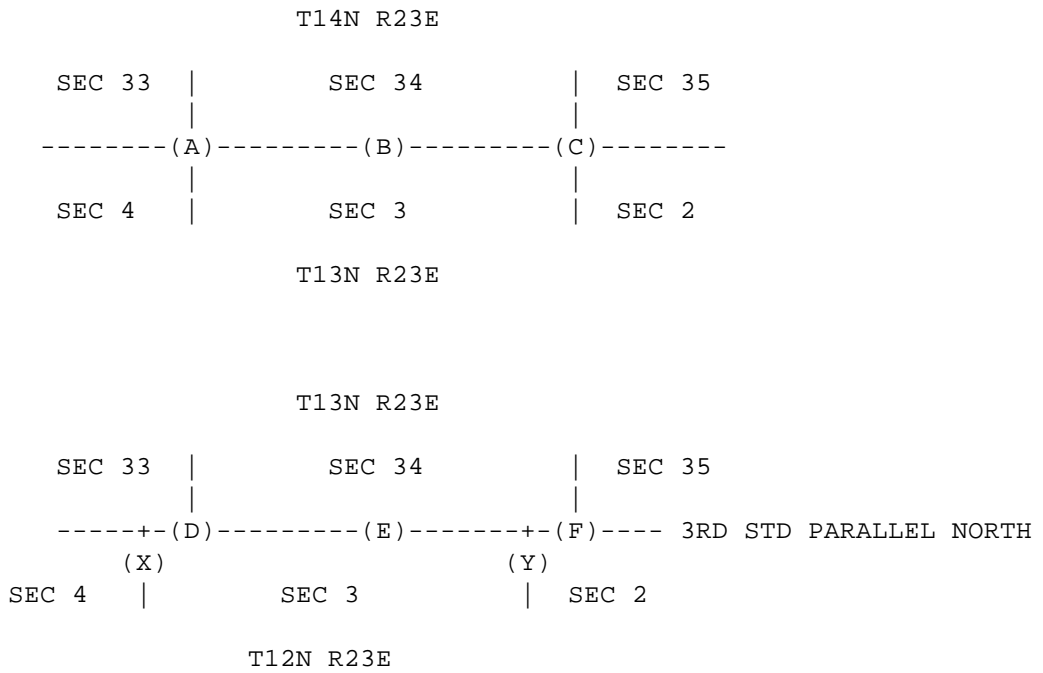 T14N R23E
SEC 33 | SEC 34 | SEC 35
| |
--------(A)---------(B)---------(C)--------
| |
SEC 4 | SEC 3 | SEC 2
T13N R23E
T13N R23E
SEC 33 | SEC 34 | SEC 35
| |
-----+-(D)---------(E)-------+-(F)---- 3RD STD PARALLEL NORTH
(X) (Y)
SEC 4 | SEC 3 | SEC 2
T12N R23E